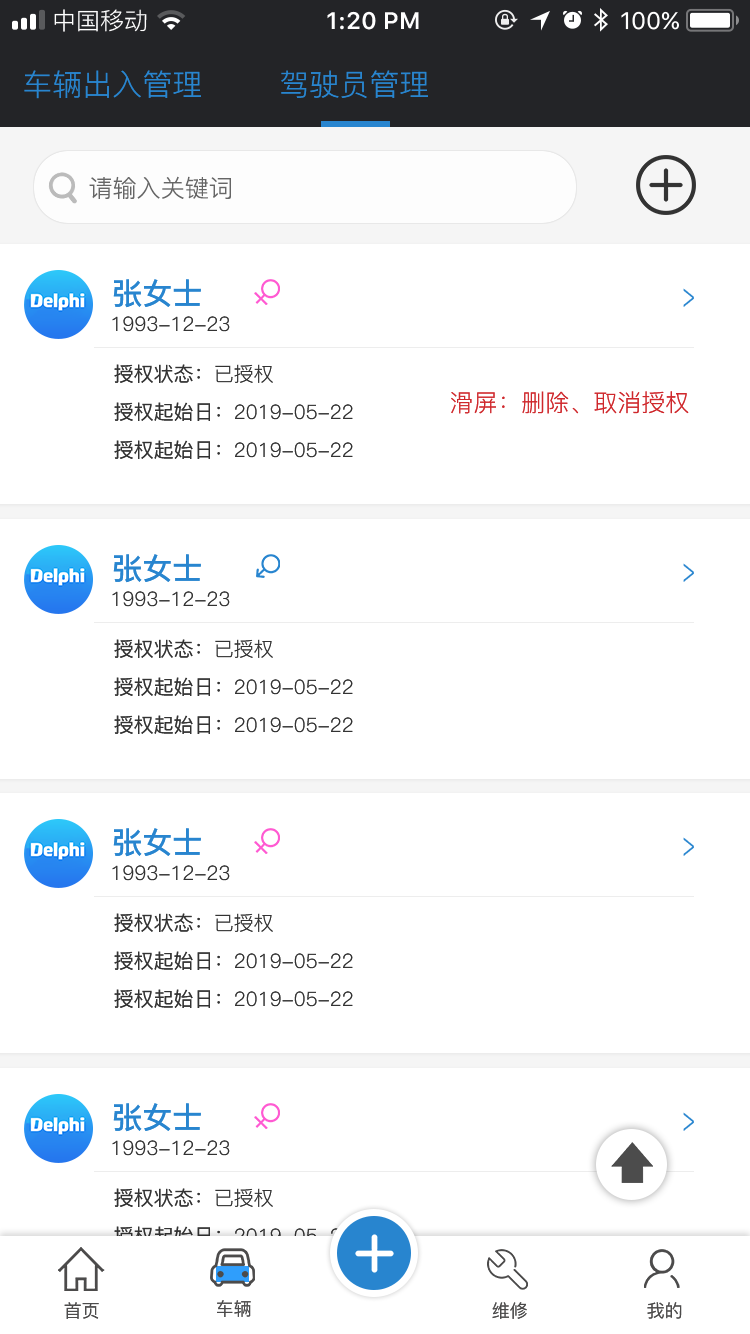 中国移动 1:20 PM 100%
车辆出入管理 驾驶员管理
请输入关键词
Delphi 张女士
1993-12-23
授权状态：已授权
滑屏：删除、取消授权
授权起始日：2019-05-22
授权起始日：2019-05-22
Delphi 张女士
1993-12-23
授权状态：已授权
授权起始日：2019-05-22
授权起始日：2019-05-22
Delphi 张女士
1993-12-23
授权状态：已授权
授权起始日：2019-05-22
授权起始日：2019-05-22
Delphi 张女士
1993-12-23
授权状态：已授权
授权起始日：2019-05-
首页 车辆 维修 我的